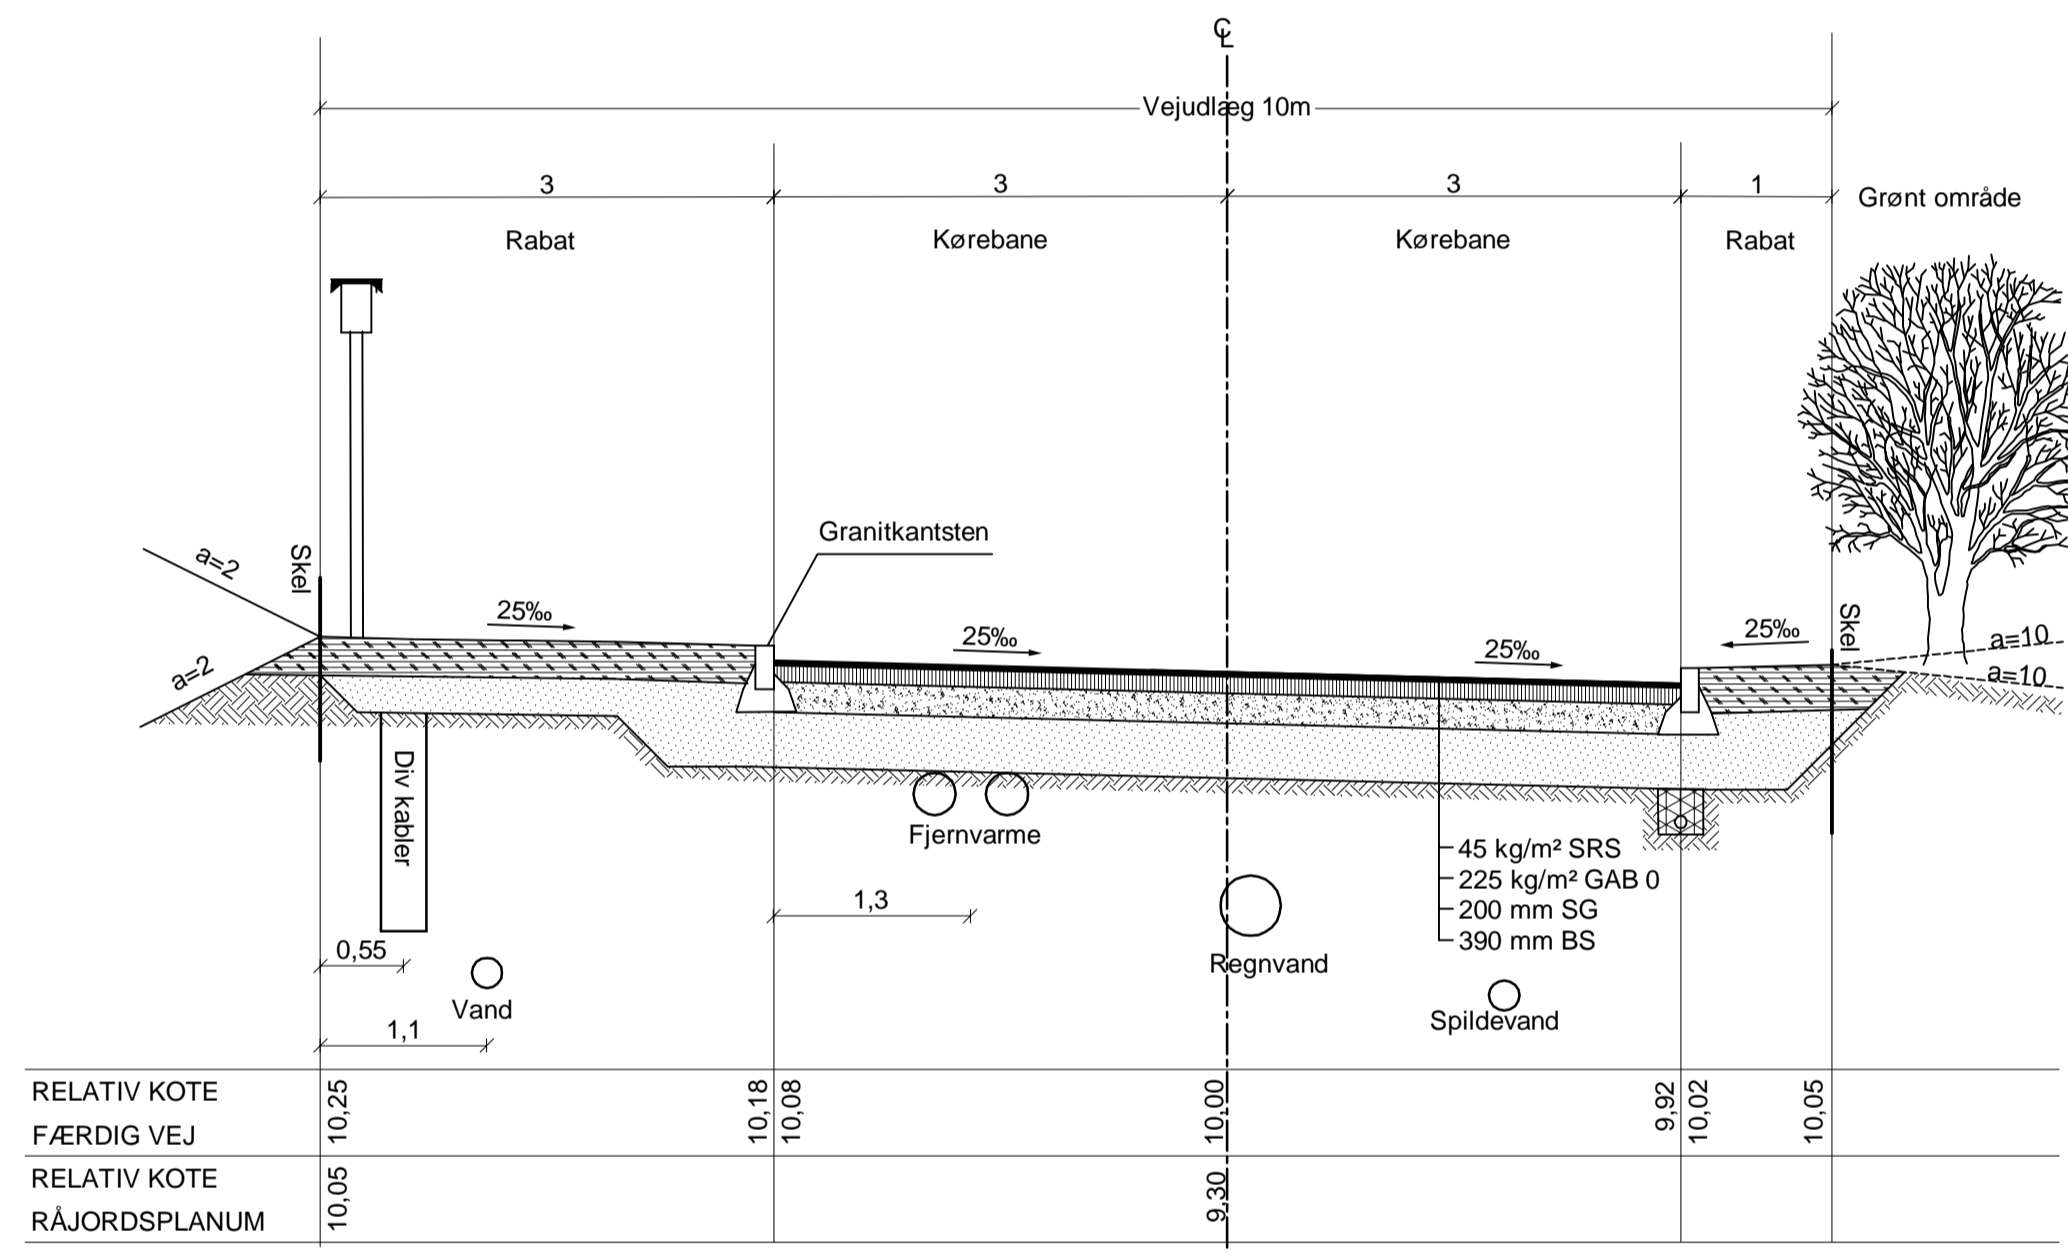 ℄
Vejudlæg 10m
3
3
3
1
Grønt område
Rabat
Kørebane
Kørebane
Rabat
Granitkantsten
a=2
Skel
25‰
25‰
25‰
25‰
Skel
a=10
a=2
a=10
Div kabler
Fjernvarme
45 kg/m² SRS
225 kg/m² GAB 0
200 mm SG
390 mm BS
1,3
0,55
Regnvand
Vand
Spildevand
1,1
RELATIV KOTE
FÆRDIG VEJ
10,25
10,18
10,08
10,00
9,92
10,02
10,05
RELATIV KOTE
RÅJORDSPLANUM
10,05
9,30